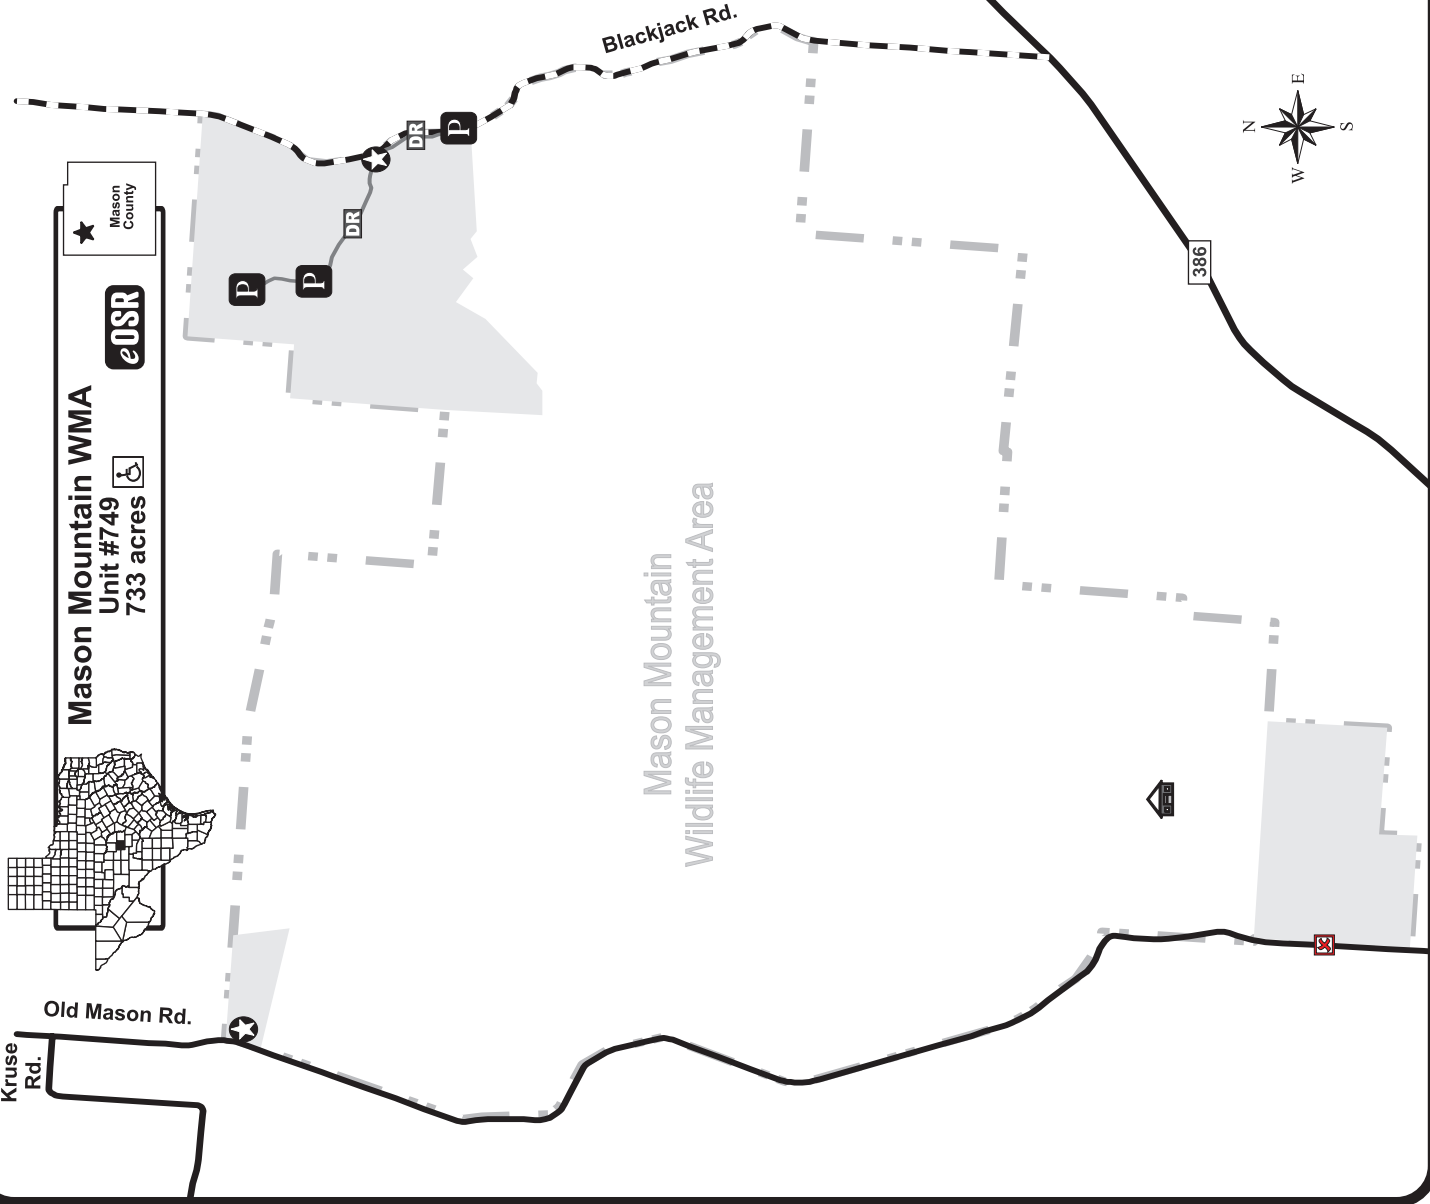 Mason Mountain WMA
Unit #749
733 acres
eOSR
Mason
County
Blackjack Rd.
P
DR
DR
P
P
386
N
E
S
W
Mason Mountain
Wildlife Management Area
Old Mason Rd.
Kruse
Rd.